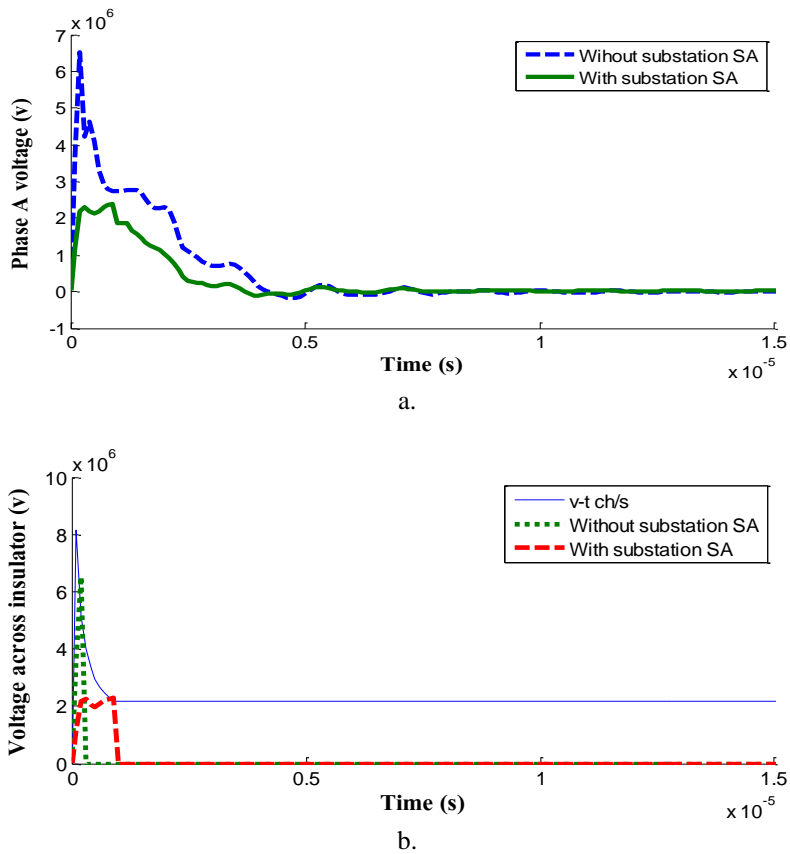 x 10^6
7
6
5
4
3
2
1
0
-1
Phase A voltage (v)
Wihout substation SA
With substation SA
0
0.5
1
1.5
x 10^-5
Time (s)
a.
x 10^6
10
8
6
4
2
0
Voltage across insulator (v)
v-t ch/s
Without substation SA
With substation SA
0
0.5
1
1.5
x 10^-5
Time (s)
b.